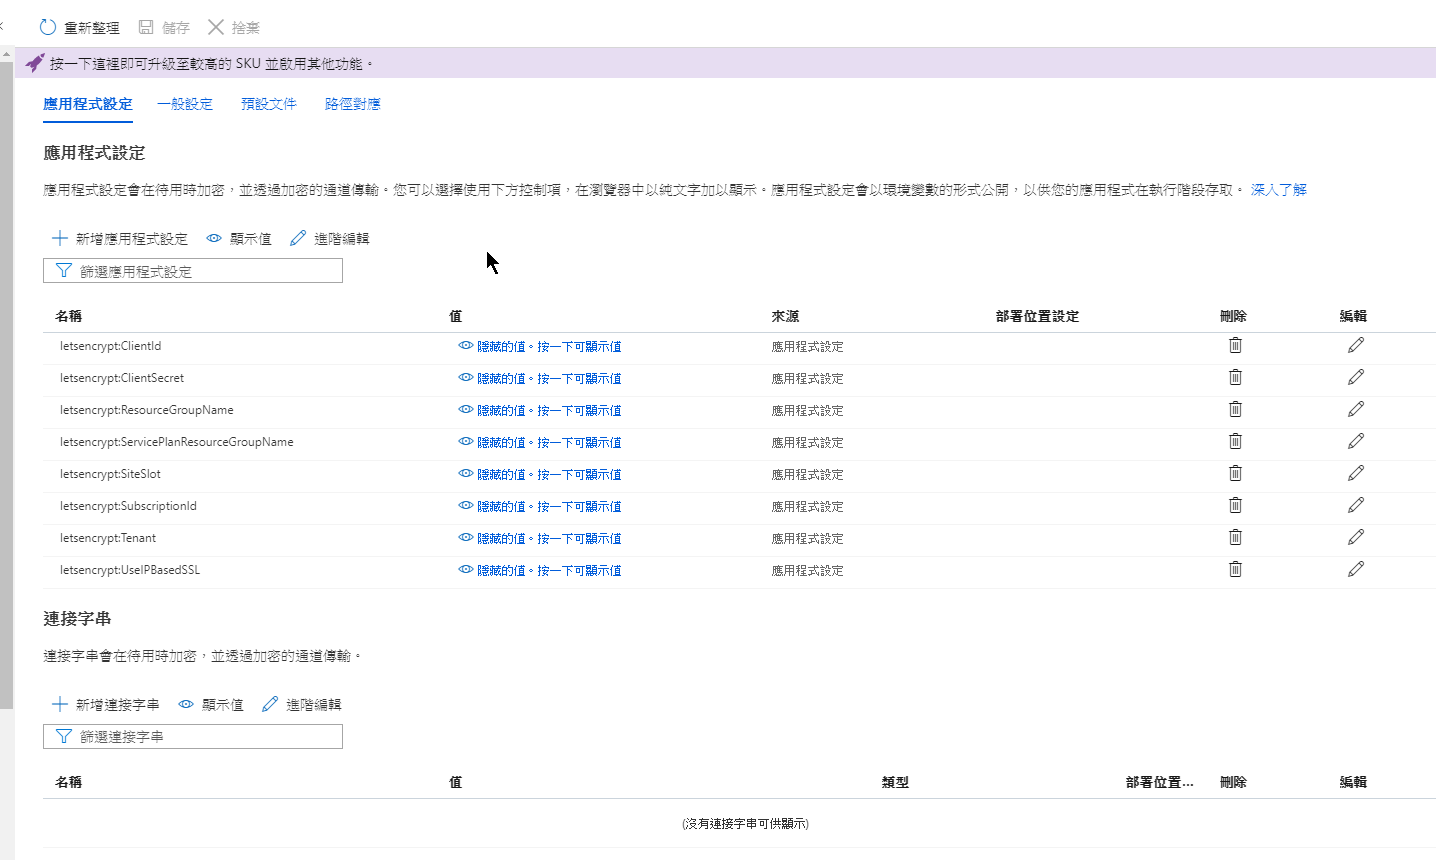 重新整理 儲存 捨棄
按一下這裡即可升級至較高的 SKU 並啟用其他功能。
應用程式設定 一般設定 預設文件 路徑對應
應用程式設定
應用程式設定會在待用時加密，並透過加密的通道傳輸。您可以選擇使用下方控制項，在瀏覽器中以純文字加以顯示。應用程式設定會以環境變數的形式公開，以供您的應用程式在執行階段存取。 深入了解
新增應用程式設定 顯示值 進階編輯
篩選應用程式設定
名稱 值 來源 部署位置設定 刪除 編輯
letsencrypt:ClientId 隱藏的值。按一下可顯示值 應用程式設定
letsencrypt:ClientSecret 隱藏的值。按一下可顯示值 應用程式設定
letsencrypt:ResourceGroupName 隱藏的值。按一下可顯示值 應用程式設定
letsencrypt:ServicePlanResourceGroupName 隱藏的值。按一下可顯示值 應用程式設定
letsencrypt:SiteSlot 隱藏的值。按一下可顯示值 應用程式設定
letsencrypt:SubscriptionId 隱藏的值。按一下可顯示值 應用程式設定
letsencrypt:Tenant 隱藏的值。按一下可顯示值 應用程式設定
letsencrypt:UseIPBasedSSL 隱藏的值。按一下可顯示值 應用程式設定
連接字串
連接字串會在待用時加密，並透過加密的通道傳輸。
新增連接字串 顯示值 進階編輯
篩選連接字串
名稱 值 類型 部署位置... 刪除 編輯
(沒有連接字串可供顯示)